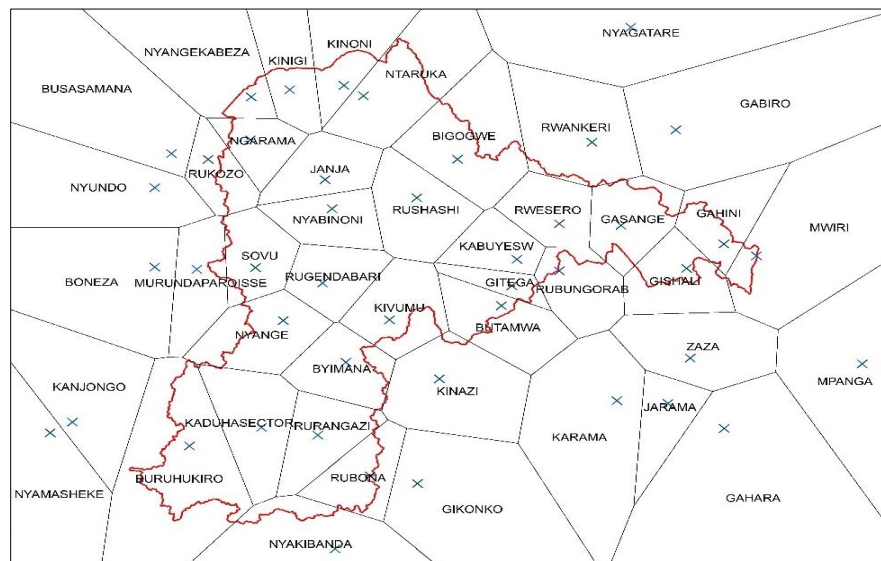 NYAGATARE
NYANGEKABEZA
KINONI
KINIGI
NTARUKA
BUSASAMANA
GABIRO
RWANKERI
BIGOGWE
NGARAMA
JANJA
RUKOZO
NYUNDO
NYABINONI
RUSHASHI
RWESERO
GASANGE
GAHINI
MWIRI
KABUYESW
SOVU
RUGENDABARI
BONEZA
MURUNDAPAROISSE
GITEGA
RUBUNGORAB
GISHALI
KIVUMU
BNTAMWA
NYANGE
ZAZA
BYIMANA
MPANGA
KANJONGO
KINAZI
JARAMA
KARAMA
KADUHASECTOR
RURANGAZI
BURUHUKIRO
RUBONA
NYAMASHEKE
GAHARA
GIKONKO
NYAKIBANDA